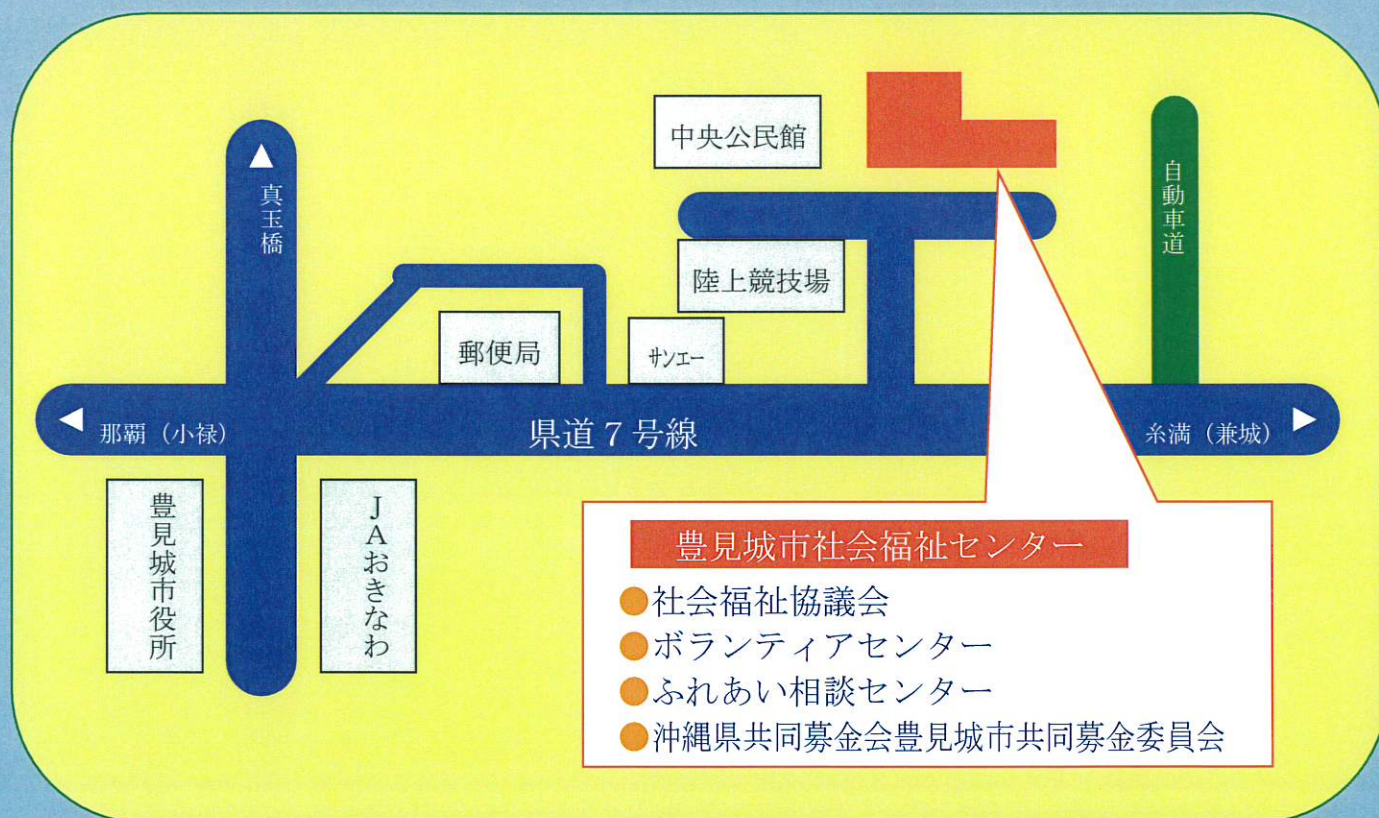 中央公民館
真玉橋
自動車道
陸上競技場
郵便局
サンエー
那覇(小禄)
県道7号線
糸満(兼城)
豊見城市役所
JAおきなわ
豊見城市社会福祉センター
●社会福祉協議会
●ボランティアセンター
●ふれあい相談センター
●沖縄県共同募金会豊見城市共同募金委員会